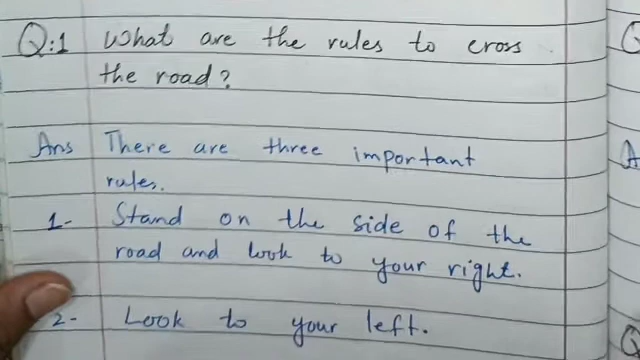 Q:1 What are the rules to cross
the road?
Ans There are three important
rules.
1- Stand on the side of the
road and look to your right.
2- Look to your left.